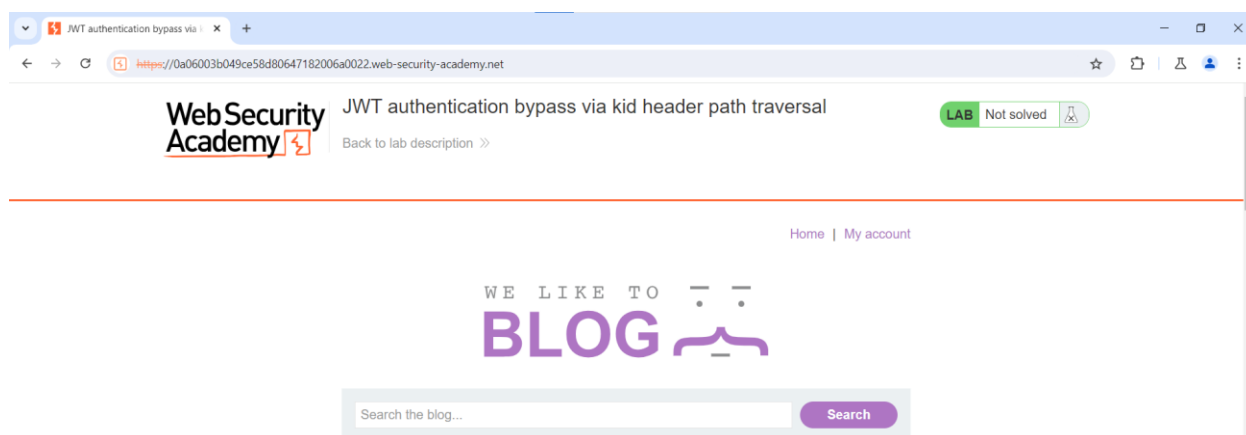 JWT authentication bypass via k
https://0a06003b049ce58d80647182006a0022.web-security-academy.net
Web Security
Academy
JWT authentication bypass via kid header path traversal
Back to lab description
LAB Not solved
Home | My account
WE LIKE TO
BLOG
Search the blog...
Search